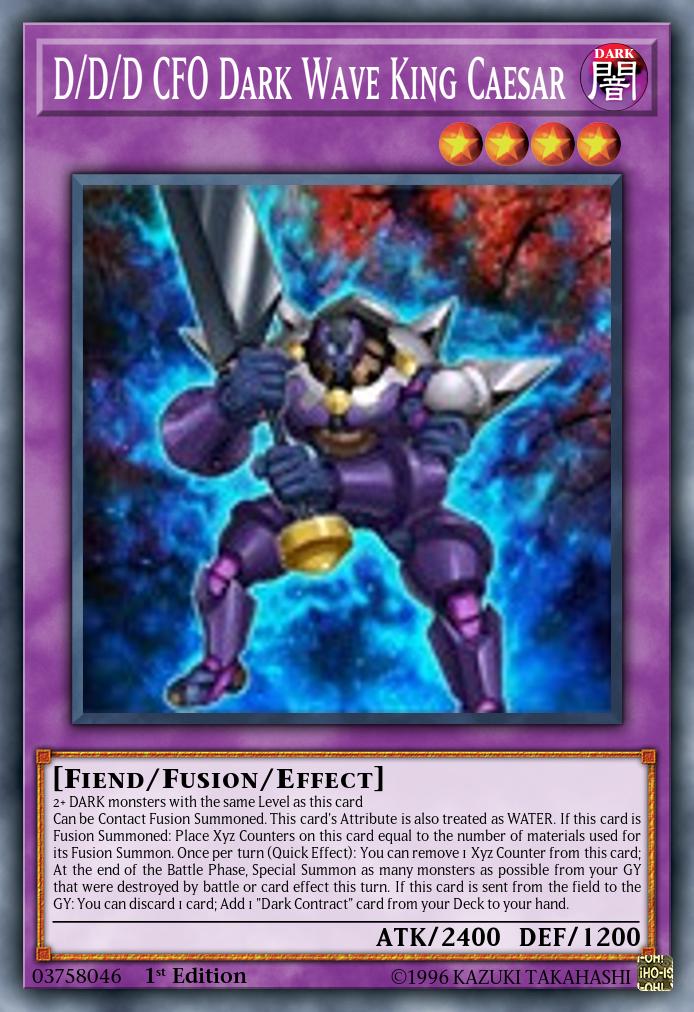 D/D/D CFO Dark Wave King Caesar
DARK
闇
[Fiend/Fusion/Effect]
2+ DARK monsters with the same Level as this card
Can be Contact Fusion Summoned. This card's Attribute is also treated as WATER. If this card is
Fusion Summoned: Place Xyz Counters on this card equal to the number of materials used for
its Fusion Summon. Once per turn (Quick Effect): You can remove 1 Xyz Counter from this card;
At the end of the Battle Phase, Special Summon as many monsters as possible from your GY
that were destroyed by battle or card effect this turn. If this card is sent from the field to the
GY: You can discard 1 card; Add 1 "Dark Contract" card from your Deck to your hand.
ATK/2400 DEF/1200
03758046 1st Edition ©1996 KAZUKI TAKAHASHI